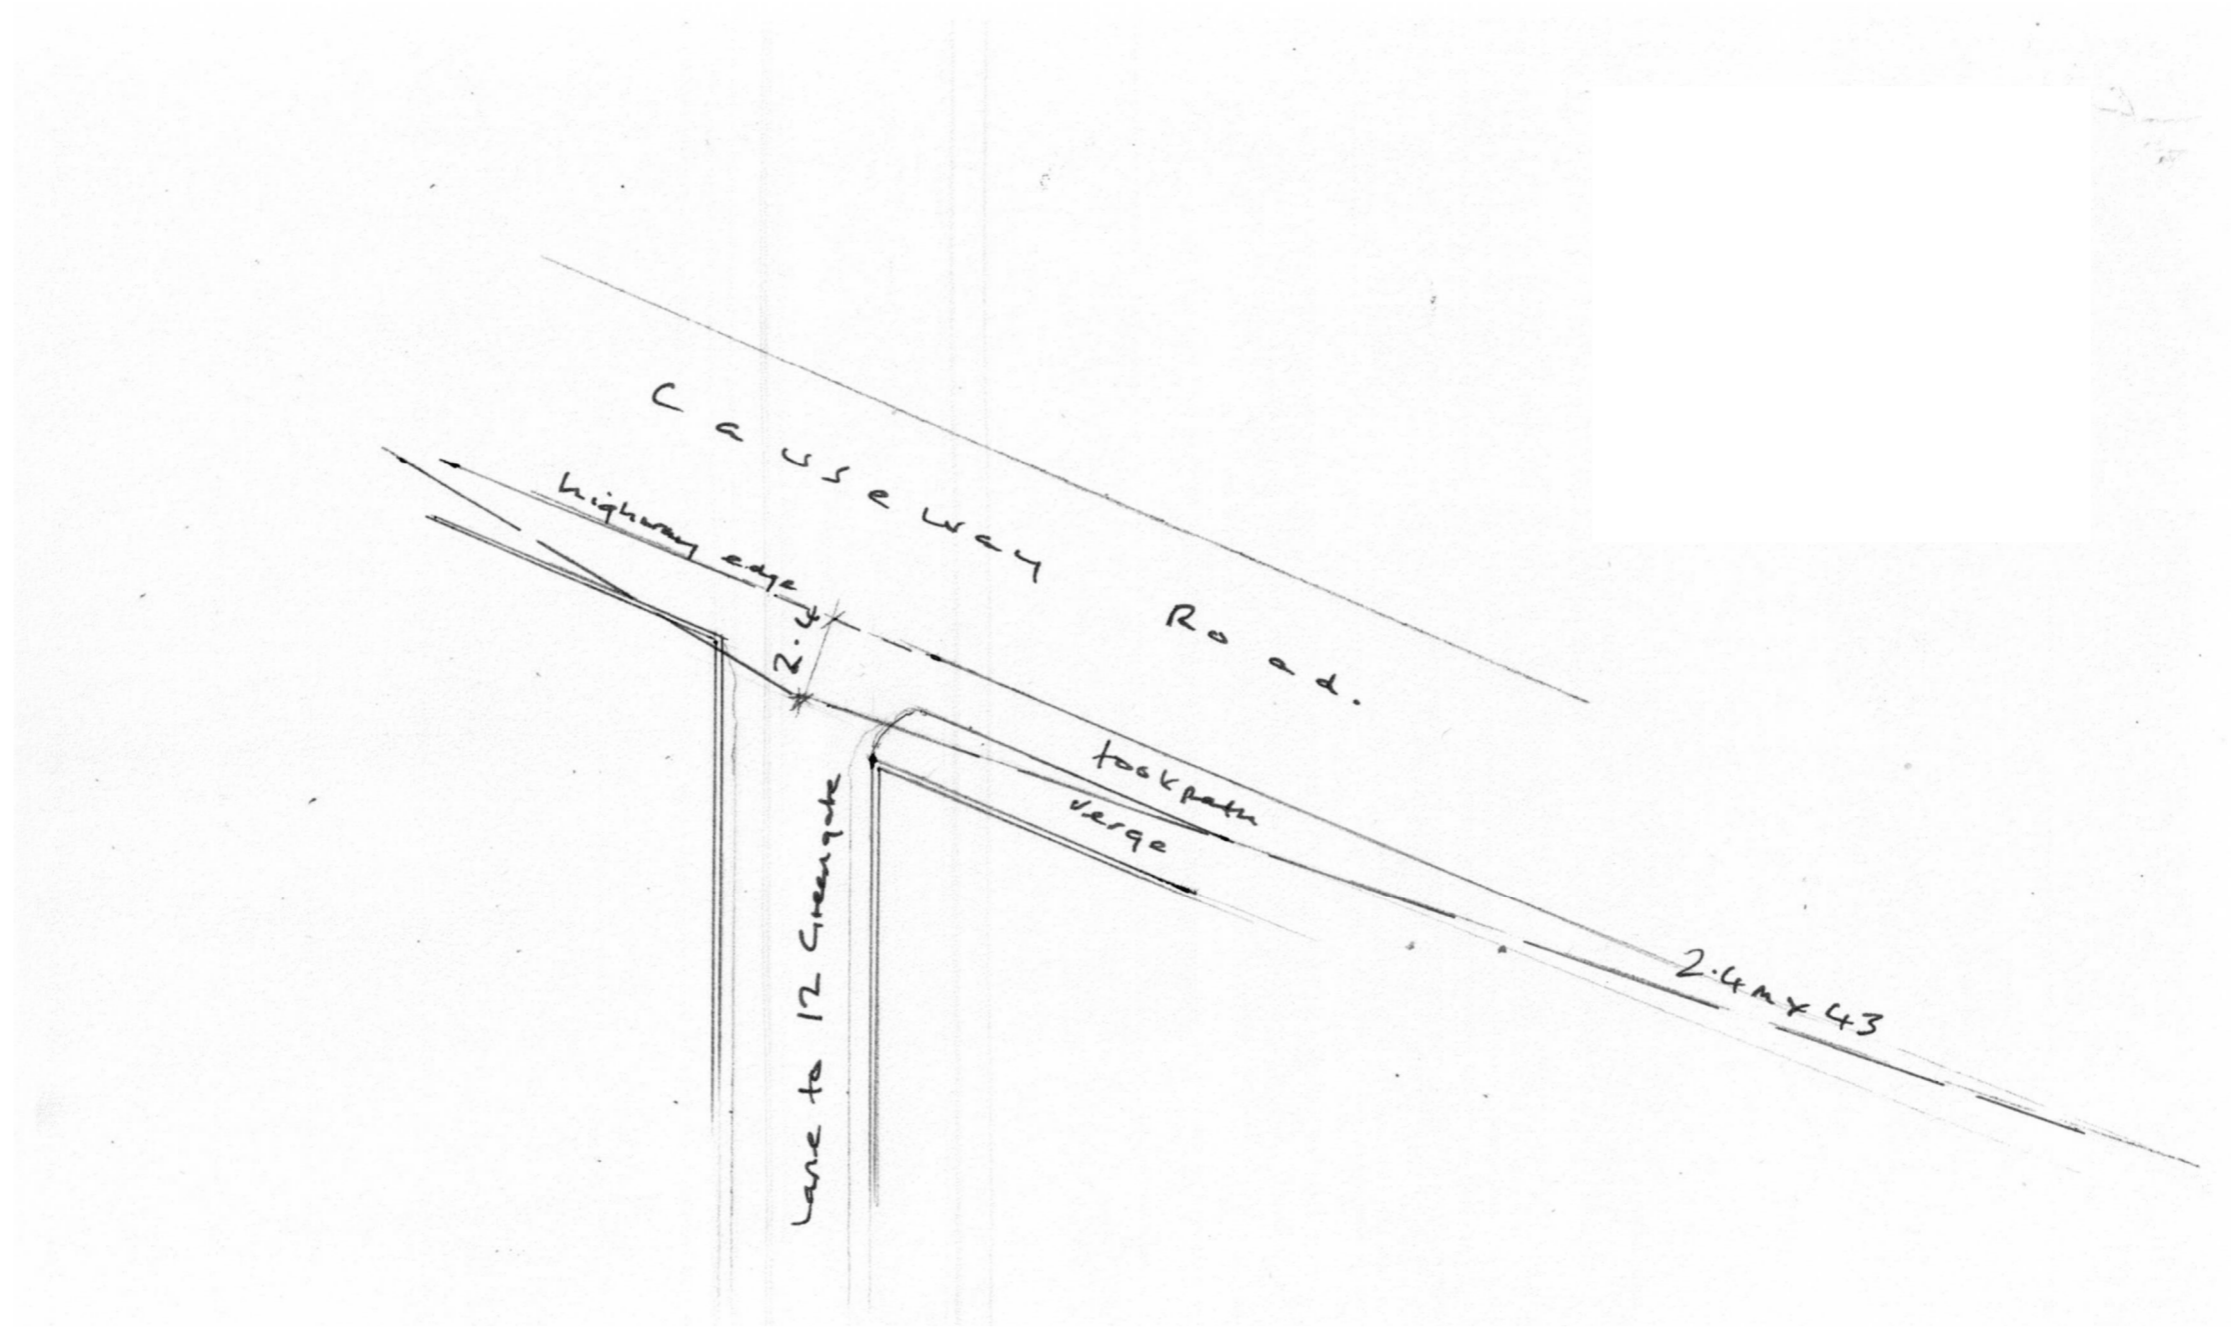 Causeway Road.
highway edge
2.4
footpath
verge
Lane to 12 Greengate
2.4m x 43